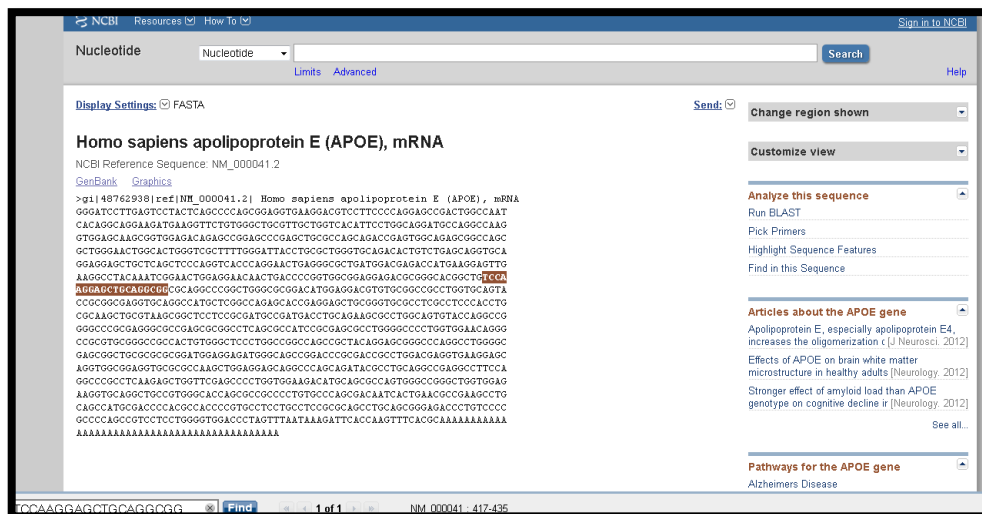 NCBI Resources How To Sign in to NCBI
Nucleotide Nucleotide Search
Limits Advanced Help
Display Settings: FASTA Send:
Homo sapiens apolipoprotein E (APOE), mRNA
NCBI Reference Sequence: NM_000041.2
GenBank Graphics
>gi|48762938|ref|NM_000041.2| Homo sapiens apolipoprotein E (APOE), mRNA
GGGATCCTTGAGTCCTACTCAGCCCCAGCGGAGGTGAAGGACGTCCTTCCCCAGGAGCCGACTGGCCAAT
CACAGGCAGGAAGATGAAGGTTCTGTGGGCTGCGTTGCTGGTCACATTCCTGGCAGGATGCCAGGCCAAG
GTGGAGCAAGCGGTGGAGACAGAGCCGGAGCCCGAGCTGCGCCAGCAGACCGAGTGGCAGAGCGGCCAGC
GCTGGGAACTGGCACTGGGTCGCTTTTGGGATTACCTGCGCTGGGTGCAGACACTGTCTGAGCAGGTGCA
GGAGGAGCTGCTCAGCTCCCAGGTCACCCAGGAACTGAGGGCGCTGATGGACGAGACCATGAAGGAGTTG
AAGGCCTACAAATCGGAACTGGAGGAACAACTGACCCCGGTGGCGGAGGAGACGCGGGCACGGCTGTCCA
AGGAGCTGCAGGCGGCGCAGGCCCGGCTGGGCGCGGACATGGAGGACGTGTGCGGCCGCCTGGTGCAGTA
CCGCGGCGAGGTGCAGGCCATGCTCGGCCAGAGCACCGAGGAGCTGCGGGTGCGCCTCGCCTCCCACCTG
CGCAAGCTGCGTAAGCGGCTCCTCCGCGATGCCGATGACCTGCAGAAGCGCCTGGCAGTGTACCAGGCCG
GGGCCCGCGAGGGCGCCGAGCGCGGCCTCAGCGCCATCCGCGAGCGCCTGGGGCCCCTGGTGGAACAGGG
CCGCGTGCGGGCCGCCACTGTGGGCTCCCTGGCCGGCCAGCCGCTACAGGAGCGGGCCCAGGCCTGGGGC
GAGCGGCTGCGCGCGCGGATGGAGGAGATGGGCAGCCGGACCCGCGACCGCCTGGACGAGGTGAAGGAGC
AGGTGGCGGAGGTGCGCGCCAAGCTGGAGGAGCAGGCCCAGCAGATACGCCTGCAGGCCGAGGCCTTCCA
GGCCCGCCTCAAGAGCTGGTTCGAGCCCCTGGTGGAAGACATGCAGCGCCAGTGGGCCGGGCTGGTGGAG
AAGGTGCAGGCTGCCGTGGGCACCAGCGCCGCCCCTGTGCCCAGCGACAATCACTGAACGCCGAAGCCTG
CAGCCATGCGACCCCACGCCACCCCGTGCCTCCTGCCTCCGCGCAGCCTGCAGCGGGAGACCCTGTCCCC
GCCCCAGCCGTCCTCCTGGGGTGGACCCTAGTTTAATAAAGATTCACCAAGTTTCACGCAAAAAAAAAAA
AAAAAAAAAAAAAAAAAAAAAAAAAAAAAAAAA
Change region shown
Customize view
Analyze this sequence
Run BLAST
Pick Primers
Highlight Sequence Features
Find in this Sequence
Articles about the APOE gene
Apolipoprotein E, especially apolipoprotein E4,
increases the oligomerization c [J Neurosci. 2012]
Effects of APOE on brain white matter
microstructure in healthy adults [Neurology. 2012]
Stronger effect of amyloid load than APOE
genotype on cognitive decline ir [Neurology. 2012]
See all...
Pathways for the APOE gene
Alzheimers Disease
TCCAAGGAGCTGCAGGCGG Find 1 of 1 NM_000041 : 417-435